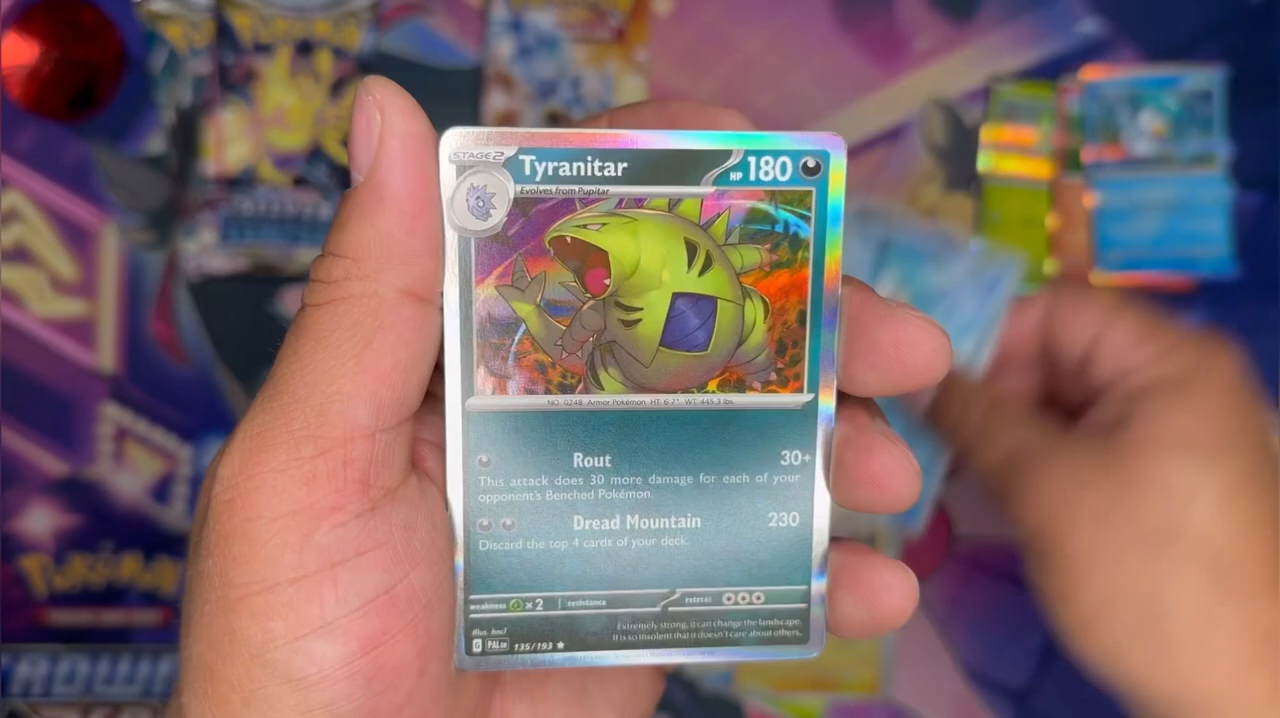 STAGE2
Tyranitar
HP 180
Evolves from Pupitar
NO. 0248 Armor Pokémon HT: 6'7" WT: 445.3 lbs.
Rout 30+
This attack does 30 more damage for each of your
opponent's Benched Pokémon.
Dread Mountain 230
Discard the top 4 cards of your deck.
weakness ×2 resistance retreat
Extremely strong, it can change the landscape.
It is so insolent that it doesn't care about others.
Illus.
G PAL EN 135/193 ★
Pokémon